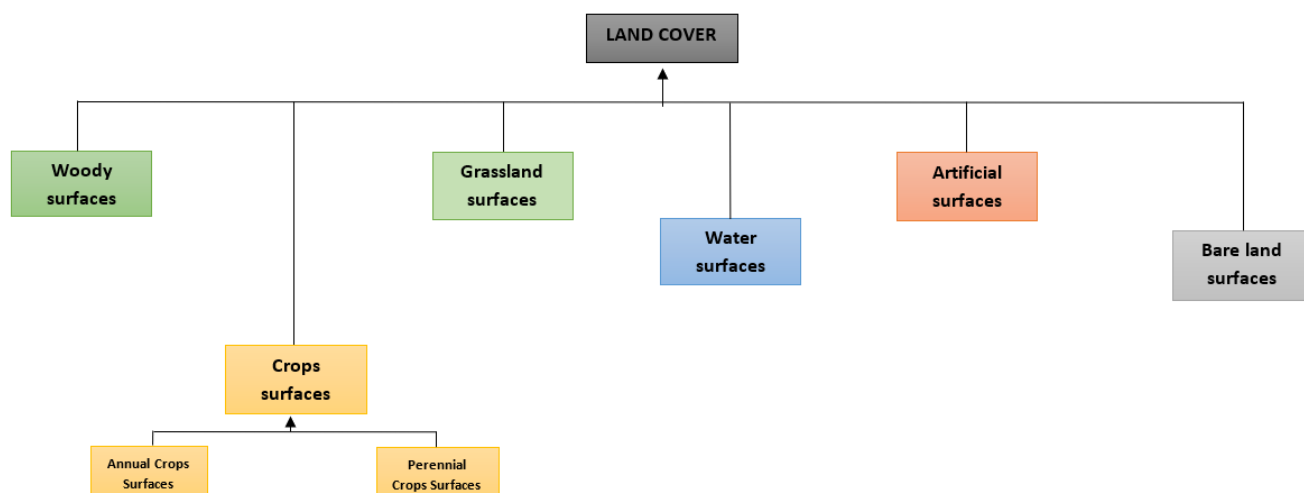 LAND COVER
Woody
surfaces
Grassland
surfaces
Artificial
surfaces
Water
surfaces
Bare land
surfaces
Crops
surfaces
Annual Crops
Surfaces
Perennial
Crops Surfaces